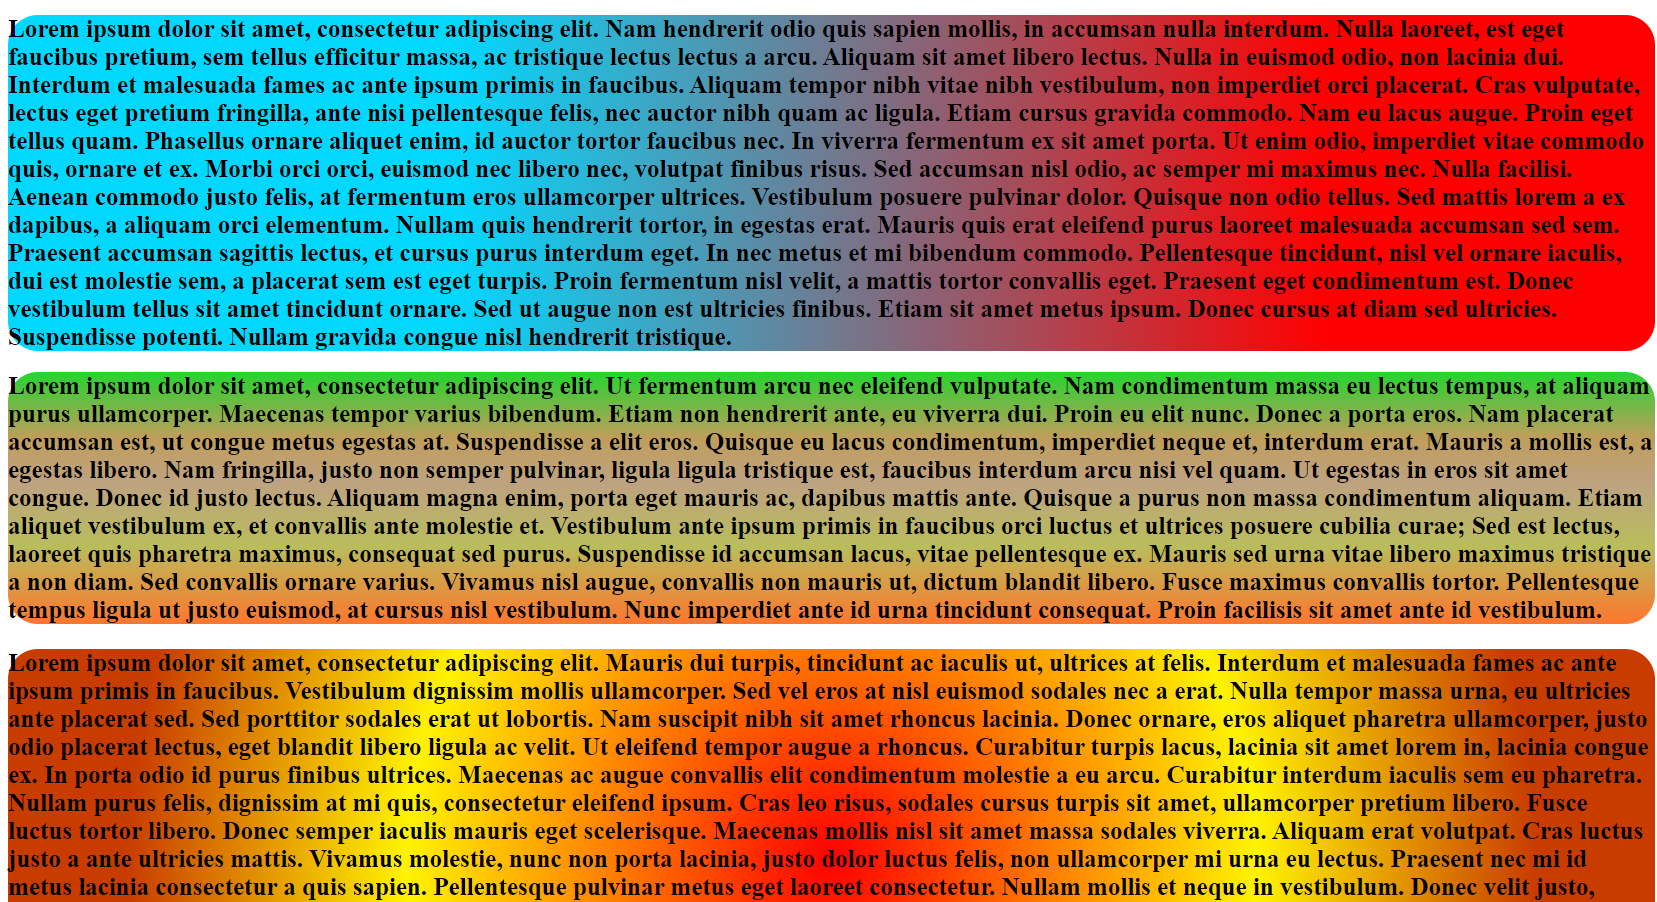 Lorem ipsum dolor sit amet, consectetur adipiscing elit. Nam hendrerit odio quis sapien mollis, in accumsan nulla interdum. Nulla laoreet, est eget
faucibus pretium, sem tellus efficitur massa, ac tristique lectus lectus a arcu. Aliquam sit amet libero lectus. Nulla in euismod odio, non lacinia dui.
Interdum et malesuada fames ac ante ipsum primis in faucibus. Aliquam tempor nibh vitae nibh vestibulum, non imperdiet orci placerat. Cras vulputate,
lectus eget pretium fringilla, ante nisi pellentesque felis, nec auctor nibh quam ac ligula. Etiam cursus gravida commodo. Nam eu lacus augue. Proin eget
tellus quam. Phasellus ornare aliquet enim, id auctor tortor faucibus nec. In viverra fermentum ex sit amet porta. Ut enim odio, imperdiet vitae commodo
quis, ornare et ex. Morbi orci orci, euismod nec libero nec, volutpat finibus risus. Sed accumsan nisl odio, ac semper mi maximus nec. Nulla facilisi.
Aenean commodo justo felis, at fermentum eros ullamcorper ultrices. Vestibulum posuere pulvinar dolor. Quisque non odio tellus. Sed mattis lorem a ex
dapibus, a aliquam orci elementum. Nullam quis hendrerit tortor, in egestas erat. Mauris quis erat eleifend purus laoreet malesuada accumsan sed sem.
Praesent accumsan sagittis lectus, et cursus purus interdum eget. In nec metus et mi bibendum commodo. Pellentesque tincidunt, nisl vel ornare iaculis,
dui est molestie sem, a placerat sem est eget turpis. Proin fermentum nisl velit, a mattis tortor convallis eget. Praesent eget condimentum est. Donec
vestibulum tellus sit amet tincidunt ornare. Sed ut augue non est ultricies finibus. Etiam sit amet metus ipsum. Donec cursus at diam sed ultricies.
Suspendisse potenti. Nullam gravida congue nisl hendrerit tristique.
Lorem ipsum dolor sit amet, consectetur adipiscing elit. Ut fermentum arcu nec eleifend vulputate. Nam condimentum massa eu lectus tempus, at aliquam
purus ullamcorper. Maecenas tempor varius bibendum. Etiam non hendrerit ante, eu viverra dui. Proin eu elit nunc. Donec a porta eros. Nam placerat
accumsan est, ut congue metus egestas at. Suspendisse a elit eros. Quisque eu lacus condimentum, imperdiet neque et, interdum erat. Mauris a mollis est, a
egestas libero. Nam fringilla, justo non semper pulvinar, ligula ligula tristique est, faucibus interdum arcu nisi vel quam. Ut egestas in eros sit amet
congue. Donec id justo lectus. Aliquam magna enim, porta eget mauris ac, dapibus mattis ante. Quisque a purus non massa condimentum aliquam. Etiam
aliquet vestibulum ex, et convallis ante molestie et. Vestibulum ante ipsum primis in faucibus orci luctus et ultrices posuere cubilia curae; Sed est lectus,
laoreet quis pharetra maximus, consequat sed purus. Suspendisse id accumsan lacus, vitae pellentesque ex. Mauris sed urna vitae libero maximus tristique
a non diam. Sed convallis ornare varius. Vivamus nisl augue, convallis non mauris ut, dictum blandit libero. Fusce maximus convallis tortor. Pellentesque
tempus ligula ut justo euismod, at cursus nisl vestibulum. Nunc imperdiet ante id urna tincidunt consequat. Proin facilisis sit amet ante id vestibulum.
Lorem ipsum dolor sit amet, consectetur adipiscing elit. Mauris dui turpis, tincidunt ac iaculis ut, ultrices at felis. Interdum et malesuada fames ac ante
ipsum primis in faucibus. Vestibulum dignissim mollis ullamcorper. Sed vel eros at nisl euismod sodales nec a erat. Nulla tempor massa urna, eu ultricies
ante placerat sed. Sed porttitor sodales erat ut lobortis. Nam suscipit nibh sit amet rhoncus lacinia. Donec ornare, eros aliquet pharetra ullamcorper, justo
odio placerat lectus, eget blandit libero ligula ac velit. Ut eleifend tempor augue a rhoncus. Curabitur turpis lacus, lacinia sit amet lorem in, lacinia congue
ex. In porta odio id purus finibus ultrices. Maecenas ac augue convallis elit condimentum molestie a eu arcu. Curabitur interdum iaculis sem eu pharetra.
Nullam purus felis, dignissim at mi quis, consectetur eleifend ipsum. Cras leo risus, sodales cursus turpis sit amet, ullamcorper pretium libero. Fusce
luctus tortor libero. Donec semper iaculis mauris eget scelerisque. Maecenas mollis nisl sit amet massa sodales viverra. Aliquam erat volutpat. Cras luctus
justo a ante ultricies mattis. Vivamus molestie, nunc non porta lacinia, justo dolor luctus felis, non ullamcorper mi urna eu lectus. Praesent nec mi id
metus lacinia consectetur a quis sapien. Pellentesque pulvinar metus eget laoreet consectetur. Nullam mollis et neque in vestibulum. Donec velit justo,